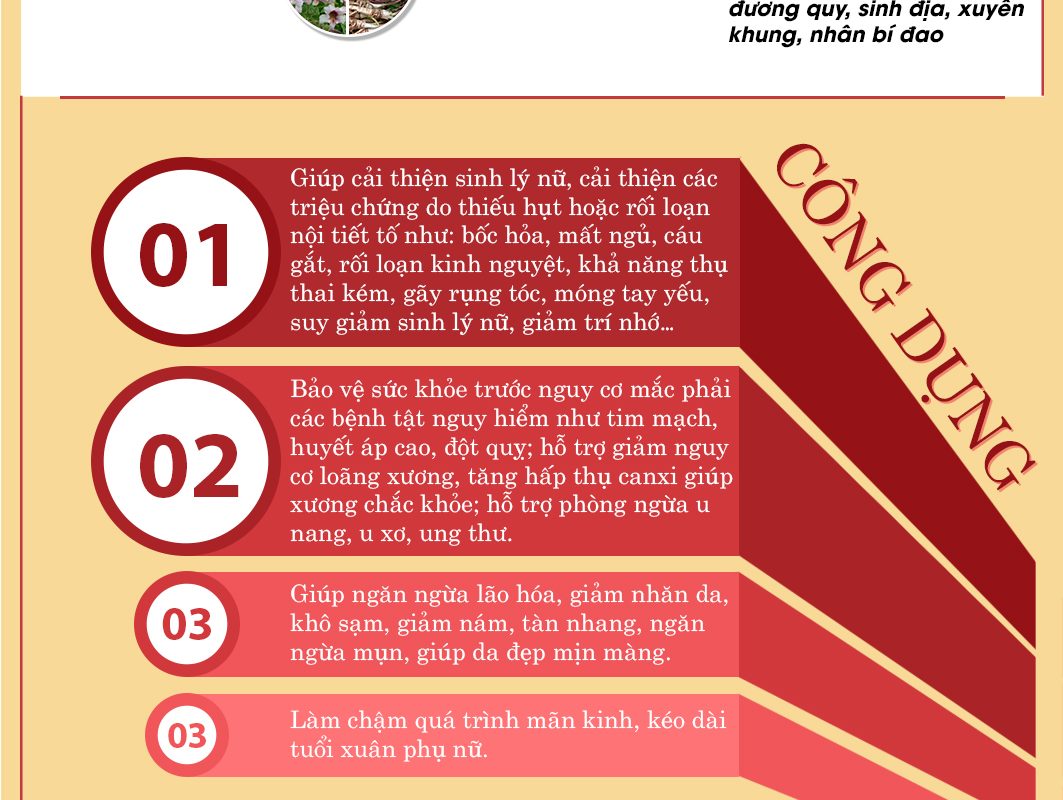 đương quy, sinh địa, xuyên
khung, nhân bí đao
CÔNG DỤNG
01
Giúp cải thiện sinh lý nữ, cải thiện các
triệu chứng do thiếu hụt hoặc rối loạn
nội tiết tố như: bốc hỏa, mất ngủ, cáu
gắt, rối loạn kinh nguyệt, khả năng thụ
thai kém, gãy rụng tóc, móng tay yếu,
suy giảm sinh lý nữ, giảm trí nhớ...
02
Bảo vệ sức khỏe trước nguy cơ mắc phải
các bệnh tật nguy hiểm như tim mạch,
huyết áp cao, đột quỵ; hỗ trợ giảm nguy
cơ loãng xương, tăng hấp thụ canxi giúp
xương chắc khỏe; hỗ trợ phòng ngừa u
nang, u xơ, ung thư.
03
Giúp ngăn ngừa lão hóa, giảm nhăn da,
khô sạm, giảm nám, tàn nhang, ngăn
ngừa mụn, giúp da đẹp mịn màng.
03
Làm chậm quá trình mãn kinh, kéo dài
tuổi xuân phụ nữ.